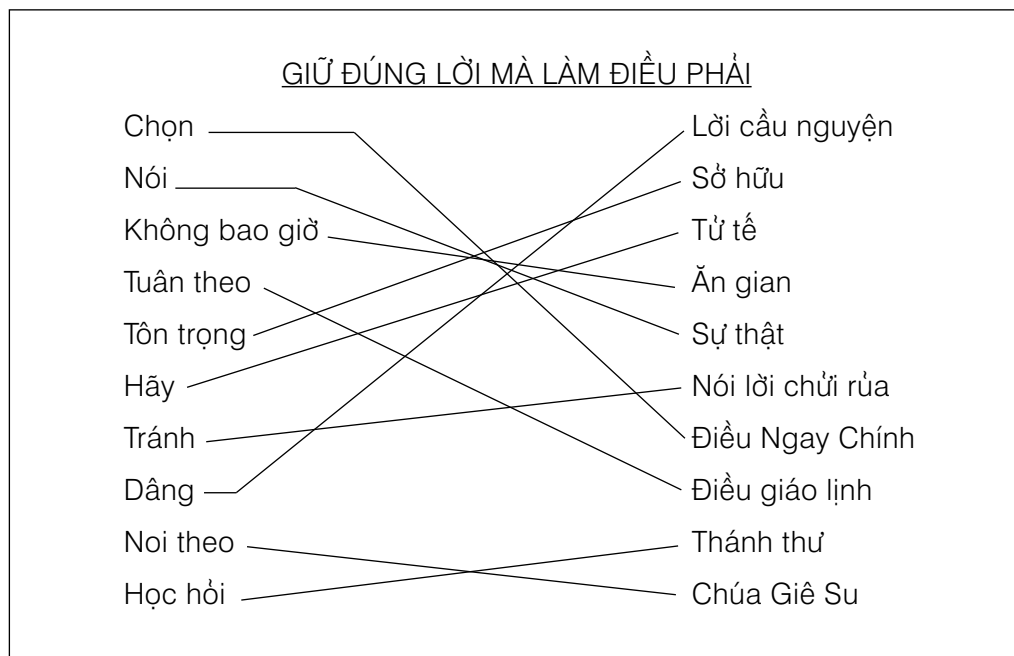 GIỮ ĐÚNG LỜI MÀ LÀM ĐIỀU PHẢI
Chọn Lời cầu nguyện
Nói Sở hữu
Không bao giờ Tử tế
Tuân theo Ăn gian
Tôn trọng Sự thật
Hãy Nói lời chửi rủa
Tránh Điều Ngay Chính
Dâng Điều giáo lịnh
Noi theo Thánh thư
Học hỏi Chúa Giê Su